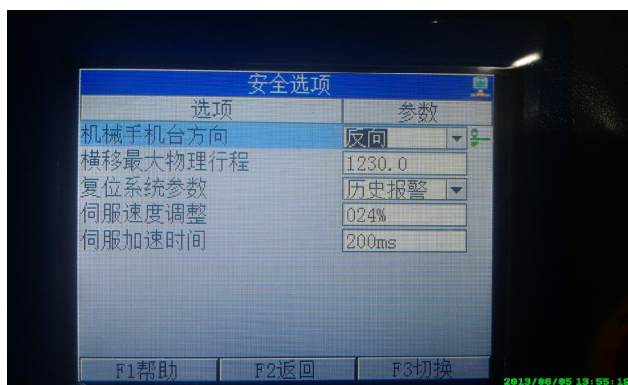 安全选项
选项 参数
机械手机台方向 反向
横移最大物理行程 1230.0
复位系统参数 历史报警
伺服速度调整 024%
伺服加速时间 200ms
F1帮助 F2返回 F3切换
2013/06/05 13:55:10